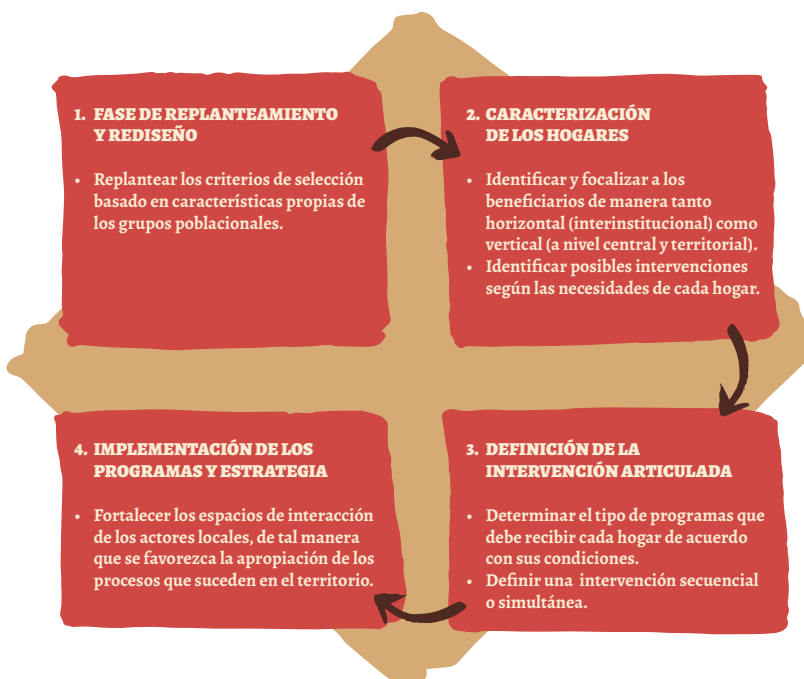 1. FASE DE REPLANTEAMIENTO
Y REDISEÑO
• Replantear los criterios de selección
basado en características propias de
los grupos poblacionales.
2. CARACTERIZACIÓN
DE LOS HOGARES
• Identificar y focalizar a los
beneficiarios de manera tanto
horizontal (interinstitucional) como
vertical (a nivel central y territorial).
• Identificar posibles intervenciones
según las necesidades de cada hogar.
3. DEFINICIÓN DE LA
INTERVENCIÓN ARTICULADA
• Determinar el tipo de programas que
debe recibir cada hogar de acuerdo
con sus condiciones.
• Definir una intervención secuencial
o simultánea.
4. IMPLEMENTACIÓN DE LOS
PROGRAMAS Y ESTRATEGIA
• Fortalecer los espacios de interacción
de los actores locales, de tal manera
que se favorezca la apropiación de los
procesos que suceden en el territorio.